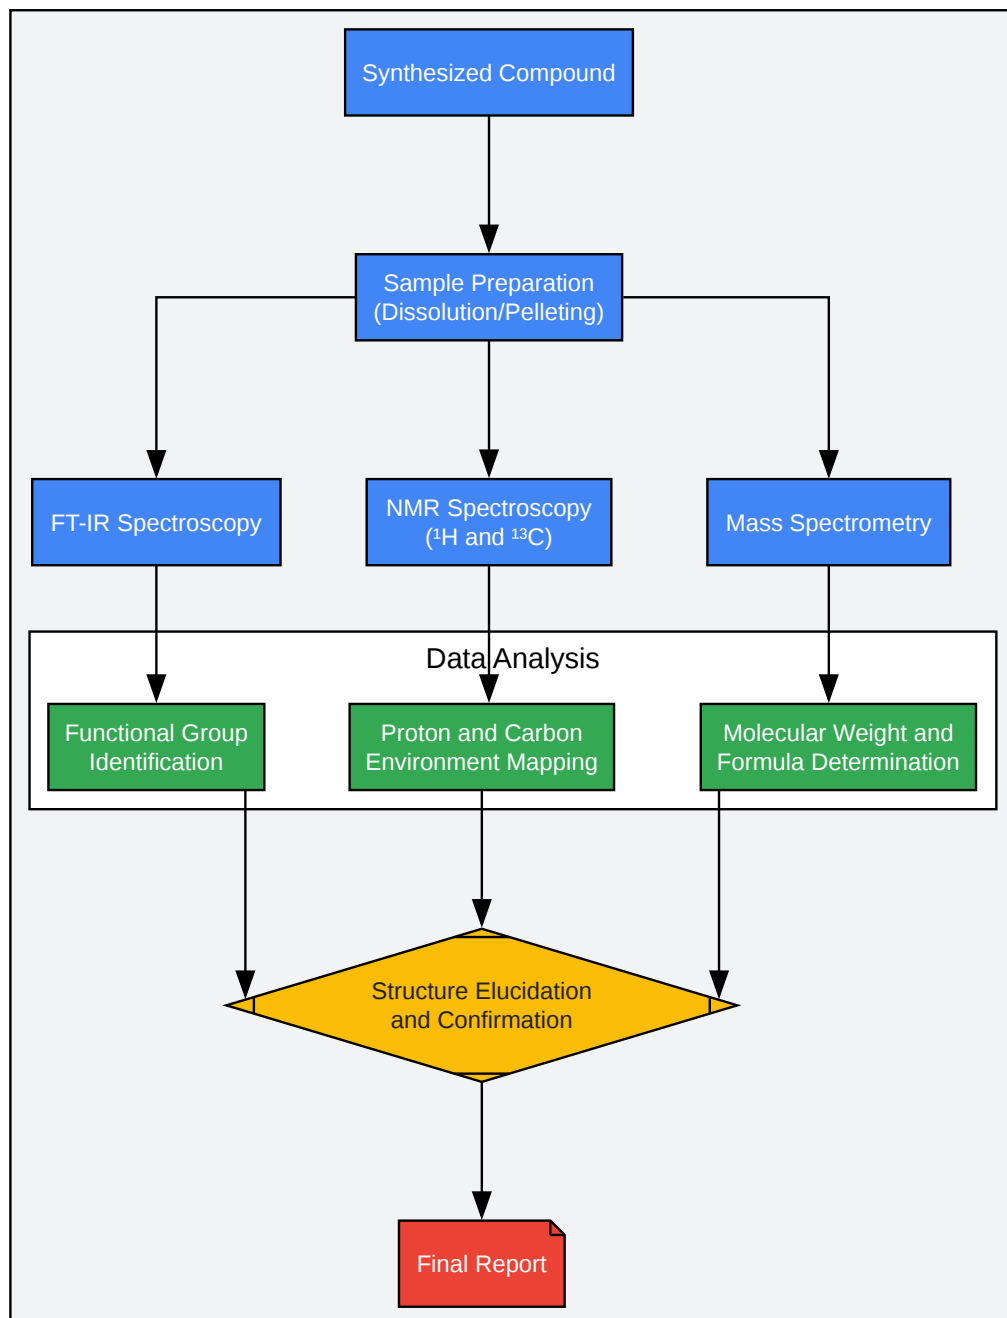 Synthesized Compound
Sample Preparation
(Dissolution/Pelleting)
FT-IR Spectroscopy
NMR Spectroscopy
(¹H and ¹³C)
Mass Spectrometry
Data Analysis
Functional Group
Identification
Proton and Carbon
Environment Mapping
Molecular Weight and
Formula Determination
Structure Elucidation
and Confirmation
Final Report